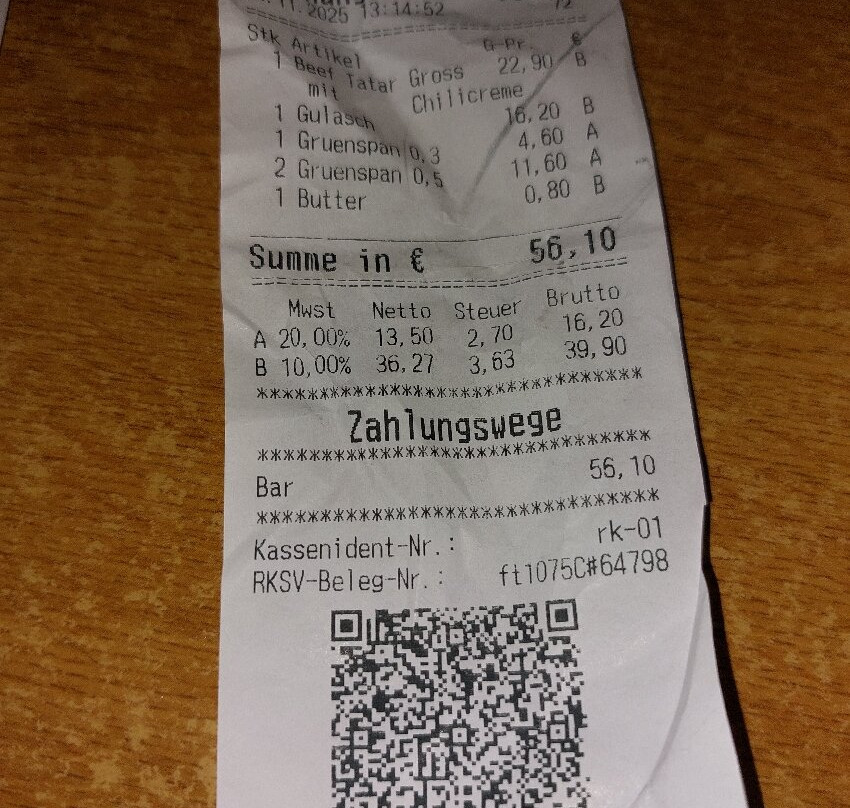 .11.2025 13:14:52 72
Stk Artikel G-Pr. €
1 Beef Tatar Gross 22,90 B
mit Chilicreme
1 Gulasch 16,20 B
1 Gruenspan 0,3 4,60 A
2 Gruenspan 0,5 11,60 A
1 Butter 0,80 B
Summe in € 56,10
Mwst Netto Steuer Brutto
A 20,00% 13,50 2,70 16,20
B 10,00% 36,27 3,63 39,90
***********************************
Zahlungswege
***********************************
Bar 56,10
***********************************
Kassenident-Nr.: rk-01
RKSV-Beleg-Nr.: ft1075C#64798